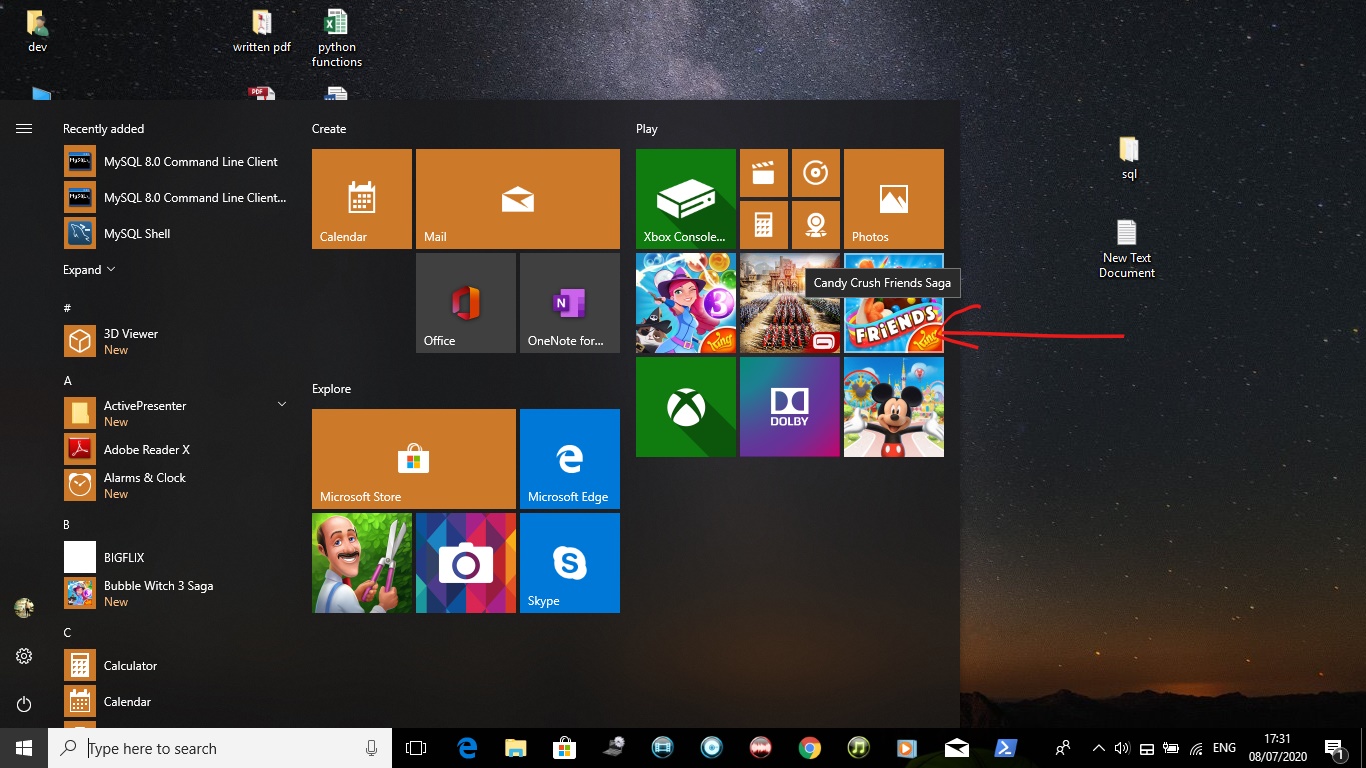 dev
written pdf
python
functions
PDF
sql
New Text
Document
Recently added
MySQL 8.0 Command Line Client
MySQL 8.0 Command Line Client...
MySQL Shell
Expand
#
3D Viewer
New
A
ActivePresenter
New
Adobe Reader X
Alarms & Clock
New
B
BIGFLIX
Bubble Witch 3 Saga
New
C
Calculator
Calendar
Create
Calendar
Mail
Office
N
OneNote for...
Explore
Microsoft Store
Microsoft Edge
Skype
Play
Xbox Console...
Photos
3
King
Candy Crush Friends Saga
FRiENDS
King
DOLBY
Type here to search
ENG
17:31
08/07/2020
1